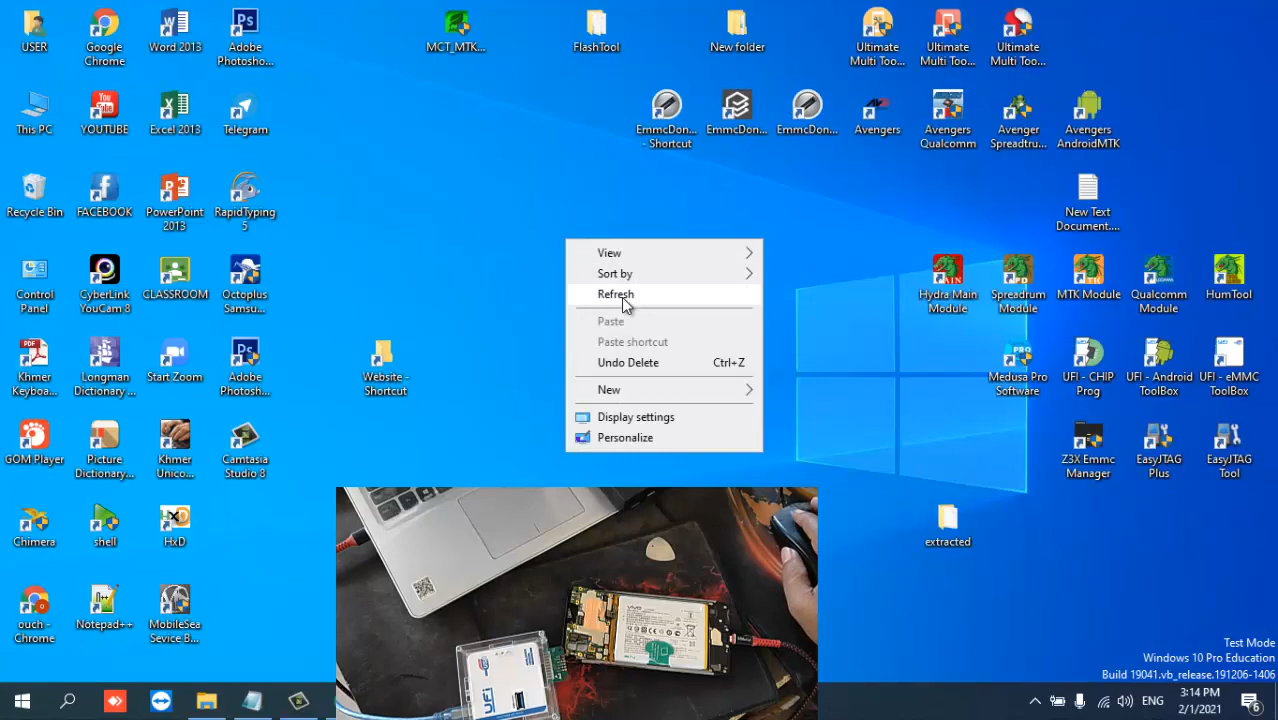 USER
Google
Chrome
Word 2013
Adobe
Photosho...
MCT_MTK...
FlashTool
New folder
Ultimate
Multi Too...
Ultimate
Multi Too...
Ultimate
Multi Too...
This PC
YOUTUBE
Excel 2013
Telegram
EmmcDon...
- Shortcut
EmmcDon...
EmmcDon...
Avengers
Avengers
Qualcomm
Avenger
Spreadtru...
Avengers
AndroidMTK
Recycle Bin
FACEBOOK
PowerPoint
2013
RapidTyping
5
New Text
Document....
View
Sort by
Refresh
Paste
Paste shortcut
Undo Delete Ctrl+Z
New
Display settings
Personalize
Control
Panel
CyberLink
YouCam 8
CLASSROOM
Octoplus
Samsu...
Hydra Main
Module
Spreadrum
Module
MTK Module
Qualcomm
Module
HumTool
Khmer
Keyboa...
Longman
Dictionary ...
Start Zoom
Adobe
Photosh...
Website -
Shortcut
Medusa Pro
Software
UFI - CHIP
Prog
UFI - Android
ToolBox
UFI - eMMC
ToolBox
GOM Player
Picture
Dictionary...
Khmer
Unico...
Camtasia
Studio 8
Z3X Emmc
Manager
EasyJTAG
Plus
EasyJTAG
Tool
Chimera
shell
HxD
extracted
ouch -
Chrome
Notepad++
MobileSea
Sevice B...
vivo
UFi
Test Mode
Windows 10 Pro Education
Build 19041.vb_release.191206-1406
ENG
3:14 PM
2/1/2021
6